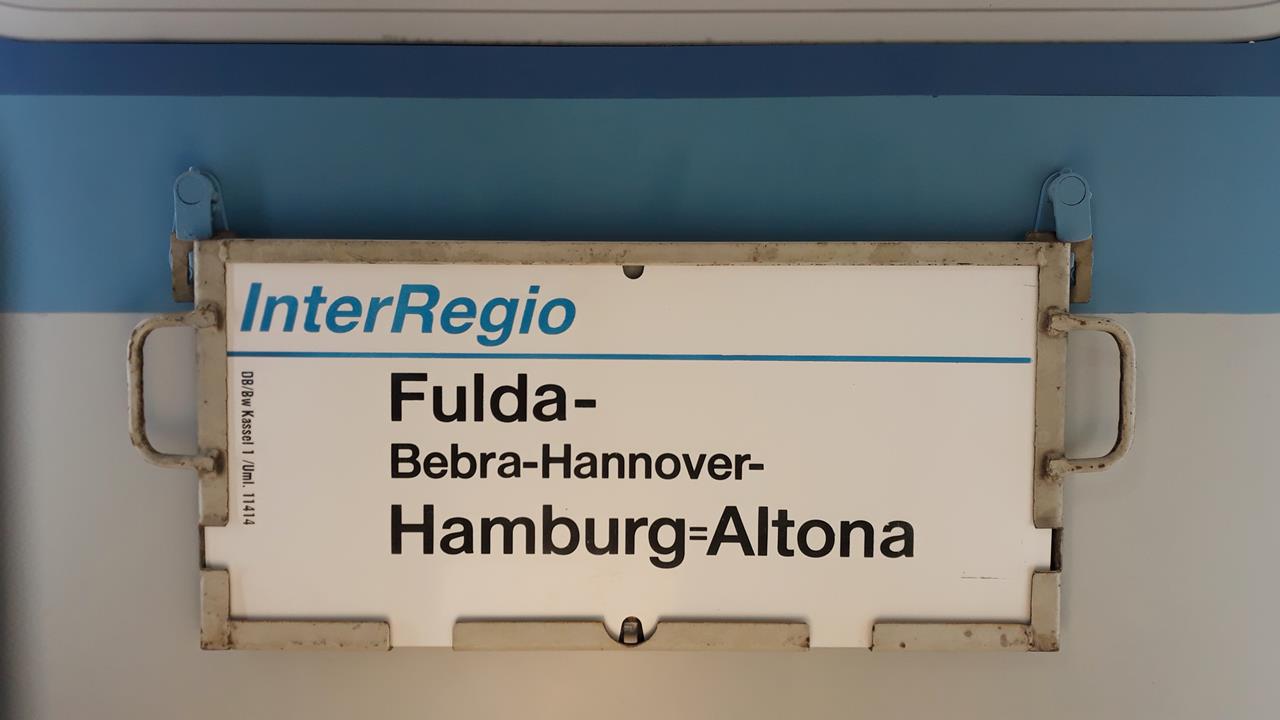 InterRegio
Fulda-
Bebra-Hannover-
Hamburg=Altona
DB/Bw Kassel 1 /Uml. 11414